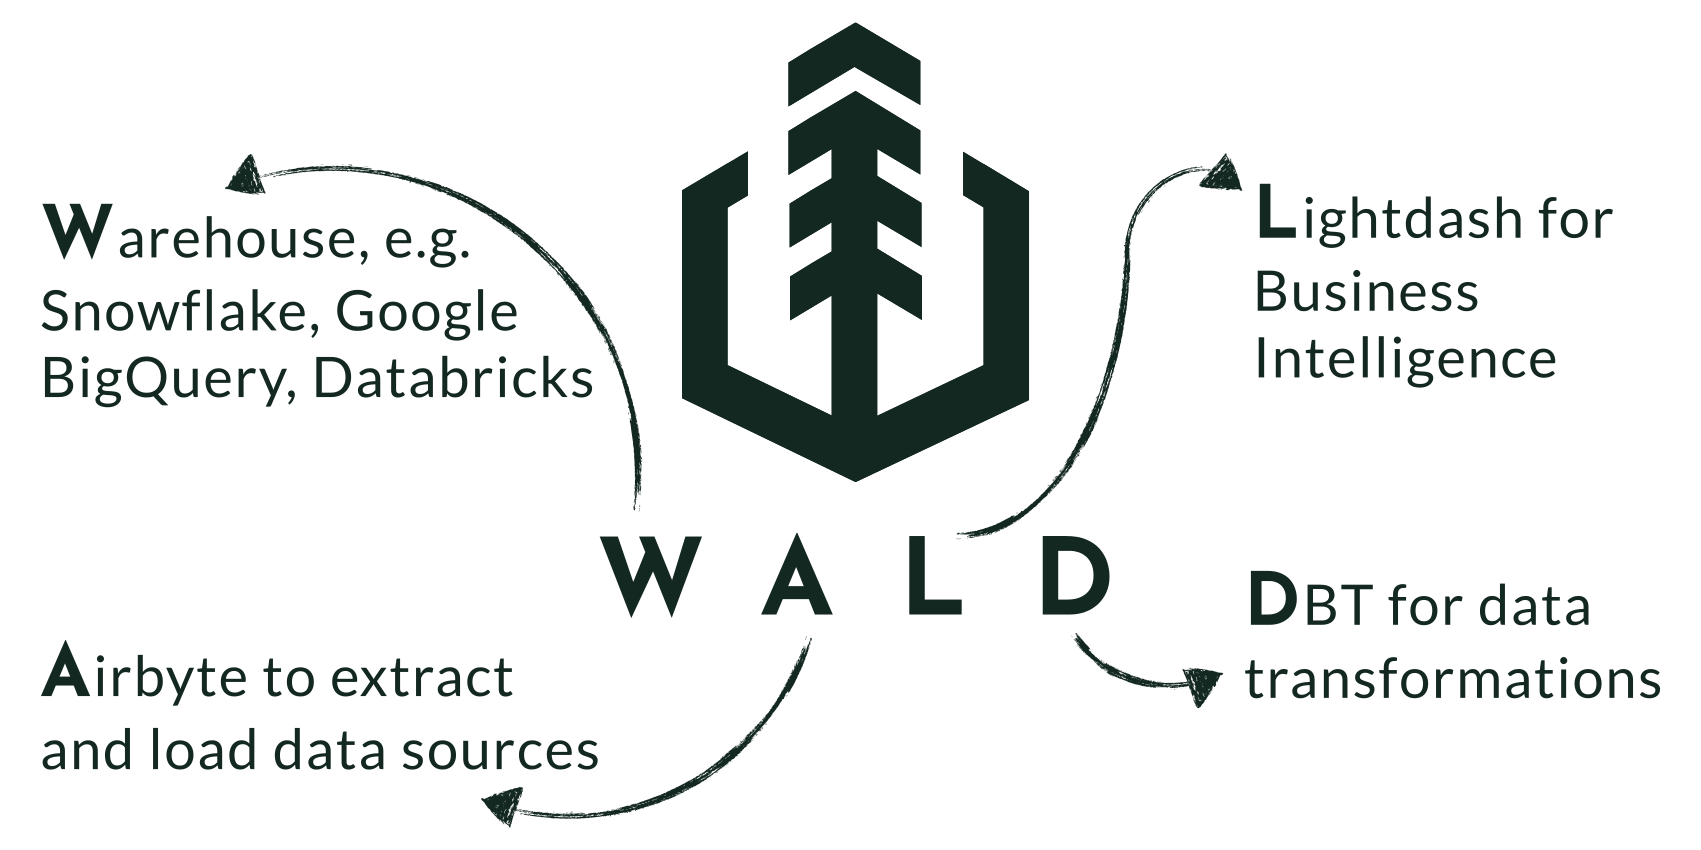 Warehouse, e.g.
Snowflake, Google
BigQuery, Databricks
Lightdash for
Business
Intelligence
W A L D
Airbyte to extract
and load data sources
DBT for data
transformations